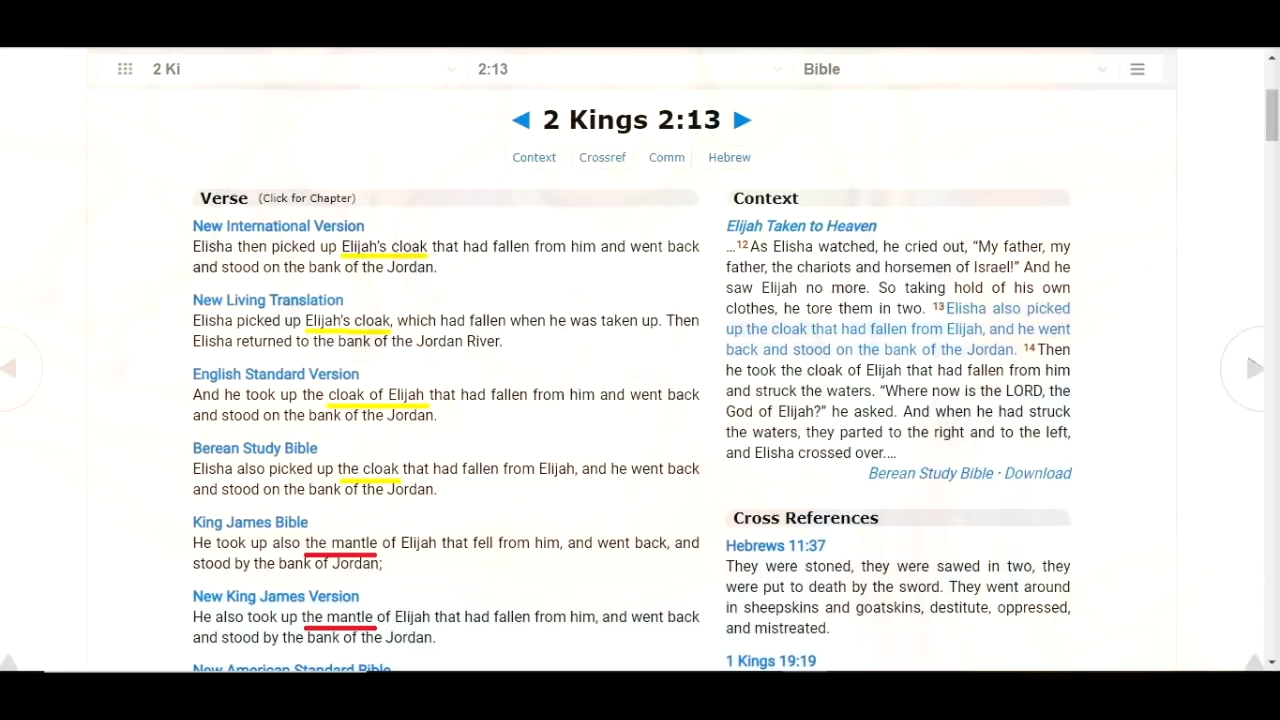 2 Ki
2:13
Bible
2 Kings 2:13
Context
Crossref
Comm
Hebrew
Verse (Click for Chapter)
New International Version
Elisha then picked up Elijah’s cloak that had fallen from him and went back
and stood on the bank of the Jordan.
New Living Translation
Elisha picked up Elijah’s cloak, which had fallen when he was taken up. Then
Elisha returned to the bank of the Jordan River.
English Standard Version
And he took up the cloak of Elijah that had fallen from him and went back
and stood on the bank of the Jordan.
Berean Study Bible
Elisha also picked up the cloak that had fallen from Elijah, and he went back
and stood on the bank of the Jordan.
King James Bible
He took up also the mantle of Elijah that fell from him, and went back, and
stood by the bank of Jordan;
New King James Version
He also took up the mantle of Elijah that had fallen from him, and went back
and stood by the bank of the Jordan.
New American Standard Bible
Context
Elijah Taken to Heaven
…12As Elisha watched, he cried out, “My father, my
father, the chariots and horsemen of Israel!” And he
saw Elijah no more. So taking hold of his own
clothes, he tore them in two. 13Elisha also picked
up the cloak that had fallen from Elijah, and he went
back and stood on the bank of the Jordan. 14Then
he took the cloak of Elijah that had fallen from him
and struck the waters. “Where now is the LORD, the
God of Elijah?” he asked. And when he had struck
the waters, they parted to the right and to the left,
and Elisha crossed over.…
Berean Study Bible · Download
Cross References
Hebrews 11:37
They were stoned, they were sawed in two, they
were put to death by the sword. They went around
in sheepskins and goatskins, destitute, oppressed,
and mistreated.
1 Kings 19:19